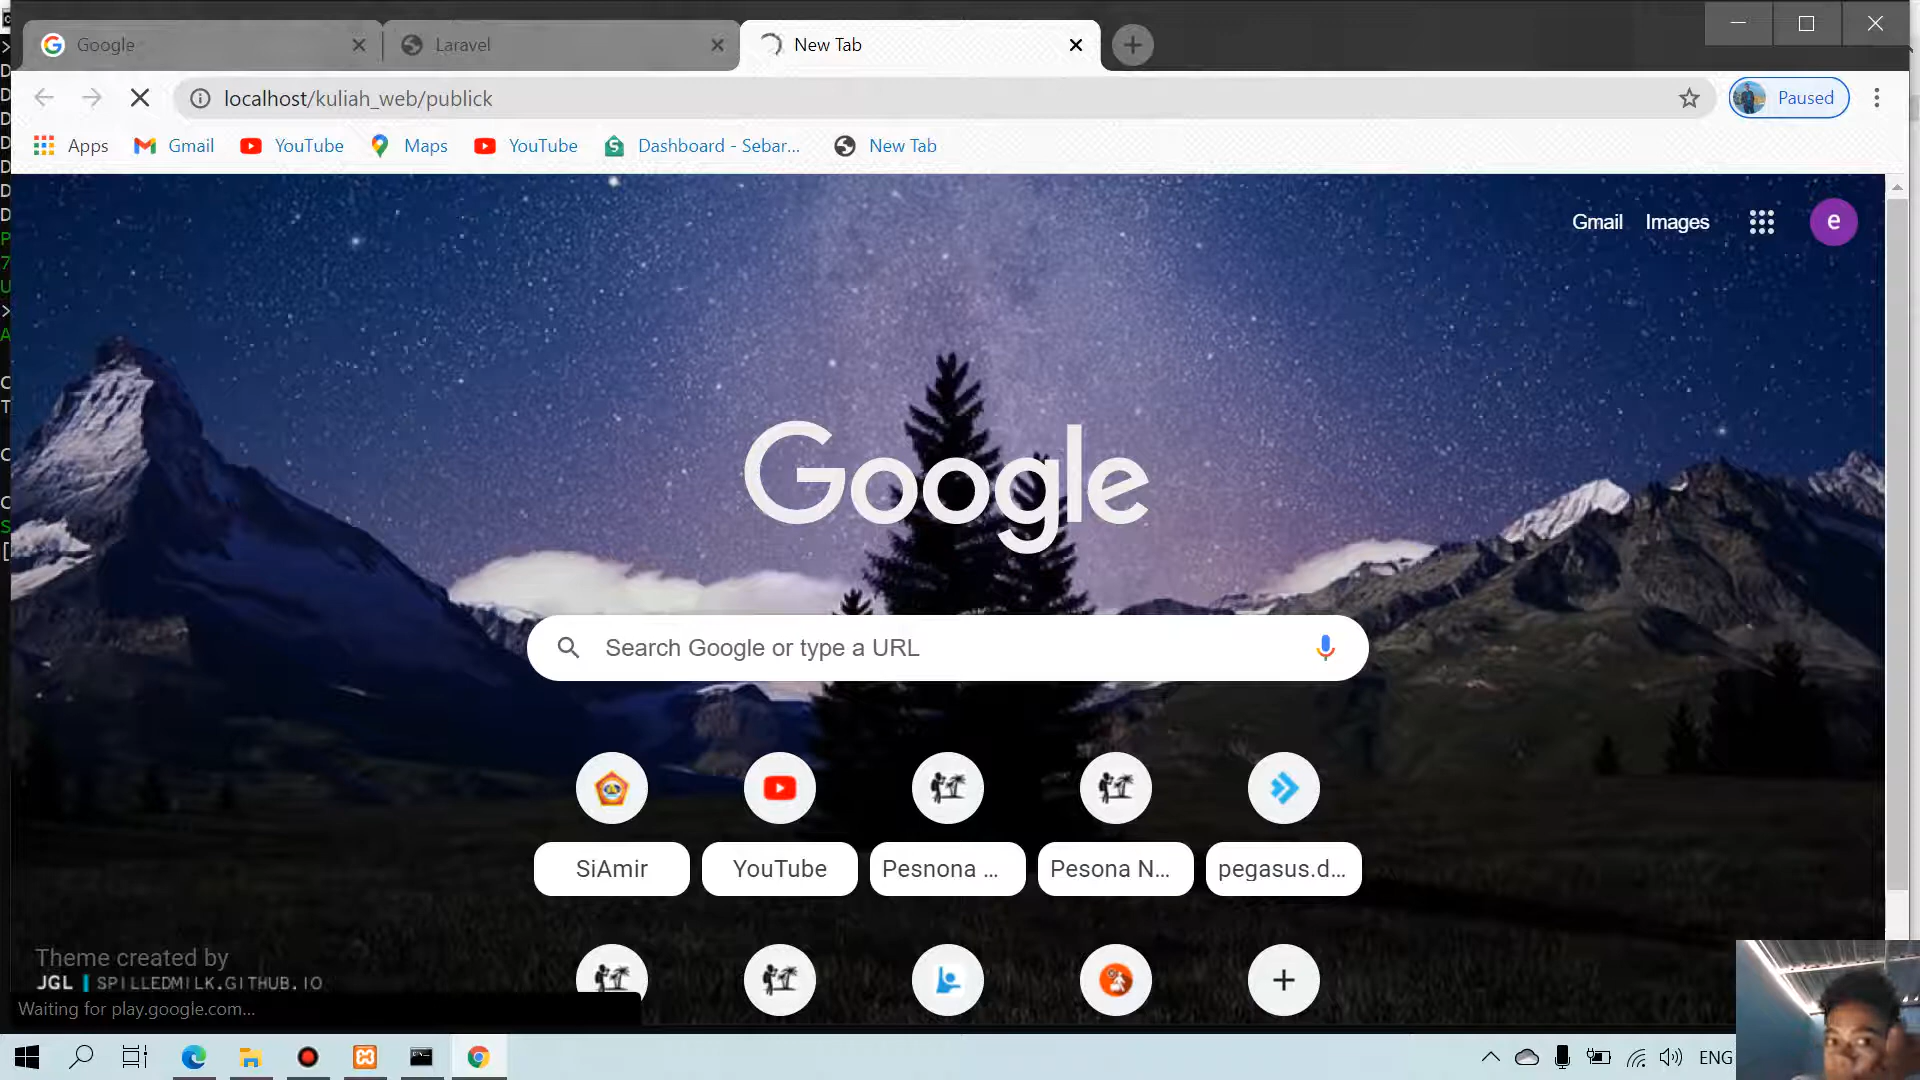 Google
Laravel
New Tab
localhost/kuliah_web/publick
Paused
Apps
Gmail
YouTube
Maps
YouTube
Dashboard - Sebar...
New Tab
Gmail
Images
e
Google
Search Google or type a URL
SiAmir
YouTube
Pesnona ...
Pesona N...
pegasus.d...
Theme created by
JGL | SPILLEDMILK.GITHUB.IO
Waiting for play.google.com...
ENG